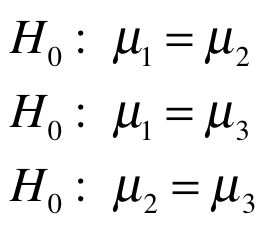 H₀ : μ₁ = μ₂
H₀ : μ₁ = μ₃
H₀ : μ₂ = μ₃